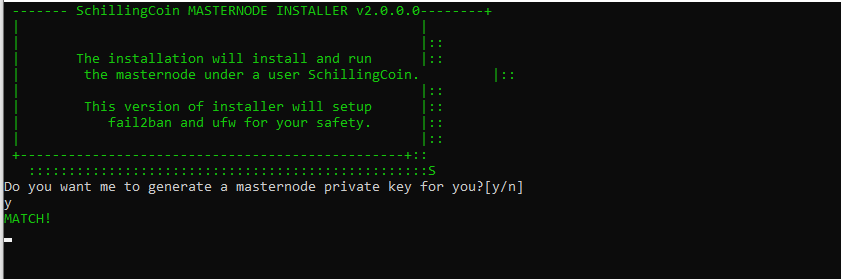 ------- SchillingCoin MASTERNODE INSTALLER v2.0.0.0--------+
|                                                  |
|                                                  |::
|       The installation will install and run      |::
|        the masternode under a user SchillingCoin.         |::
|                                                  |::
|        This version of installer will setup      |::
|           fail2ban and ufw for your safety.      |::
|                                                  |::
+------------------------------------------------+::
::::::::::::::::::::::::::::::::::::::::::::::::::S
Do you want me to generate a masternode private key for you?[y/n]
y
MATCH!